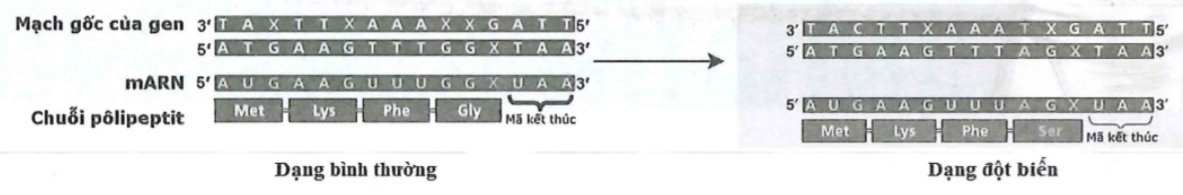 Mạch gốc của gen 3' T A X T T X A A A X X G A T T 5'
5' A T G A A G T T T G G X T A A 3'
mARN 5' A U G A A G U U U G G X U A A 3'
Chuỗi pôlipeptit Met Lys Phe Gly Mã kết thúc
Dạng bình thường
3' T A C T T X A A A T X G A T T 5'
5' A T G A A G T T T A G X T A A 3'
5' A U G A A G U U U A G X U A A 3'
Met Lys Phe Ser Mã kết thúc
Dạng đột biến